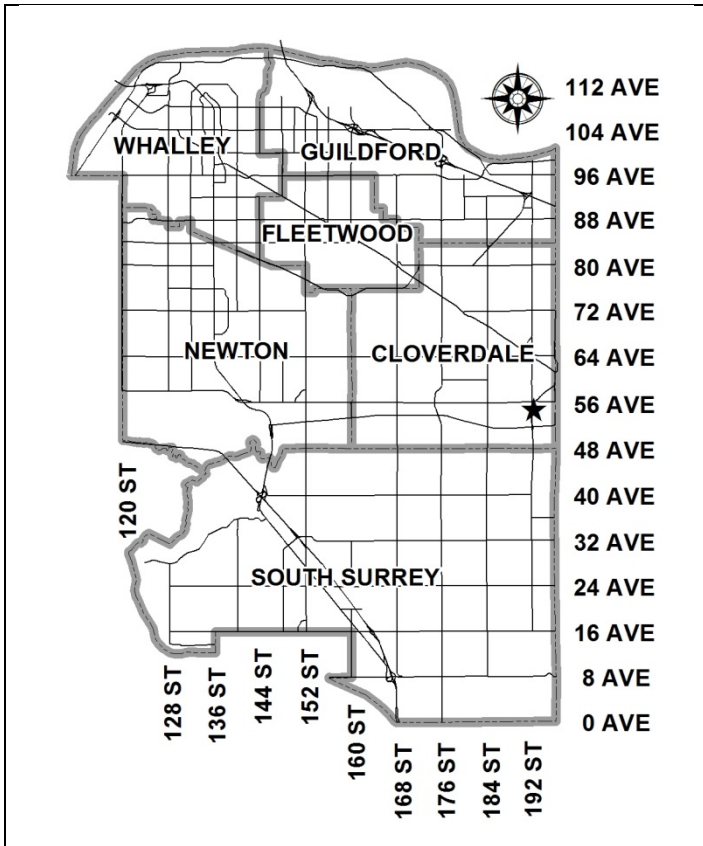 112 AVE
104 AVE
WHALLEY
GUILDFORD
96 AVE
88 AVE
FLEETWOOD
80 AVE
72 AVE
NEWTON
CLOVERDALE
64 AVE
56 AVE
48 AVE
120 ST
40 AVE
32 AVE
SOUTH SURREY
24 AVE
16 AVE
8 AVE
0 AVE
128 ST
136 ST
144 ST
152 ST
160 ST
168 ST
176 ST
184 ST
192 ST